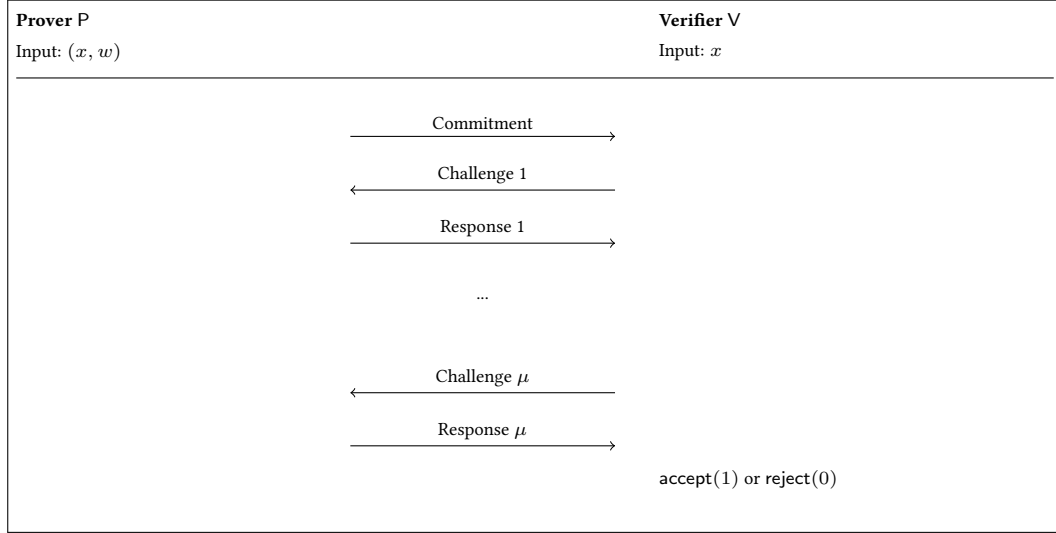 Prover P
Verifier V
Input: (x, w)
Input: x
Commitment
Challenge 1
Response 1
...
Challenge μ
Response μ
accept(1) or reject(0)